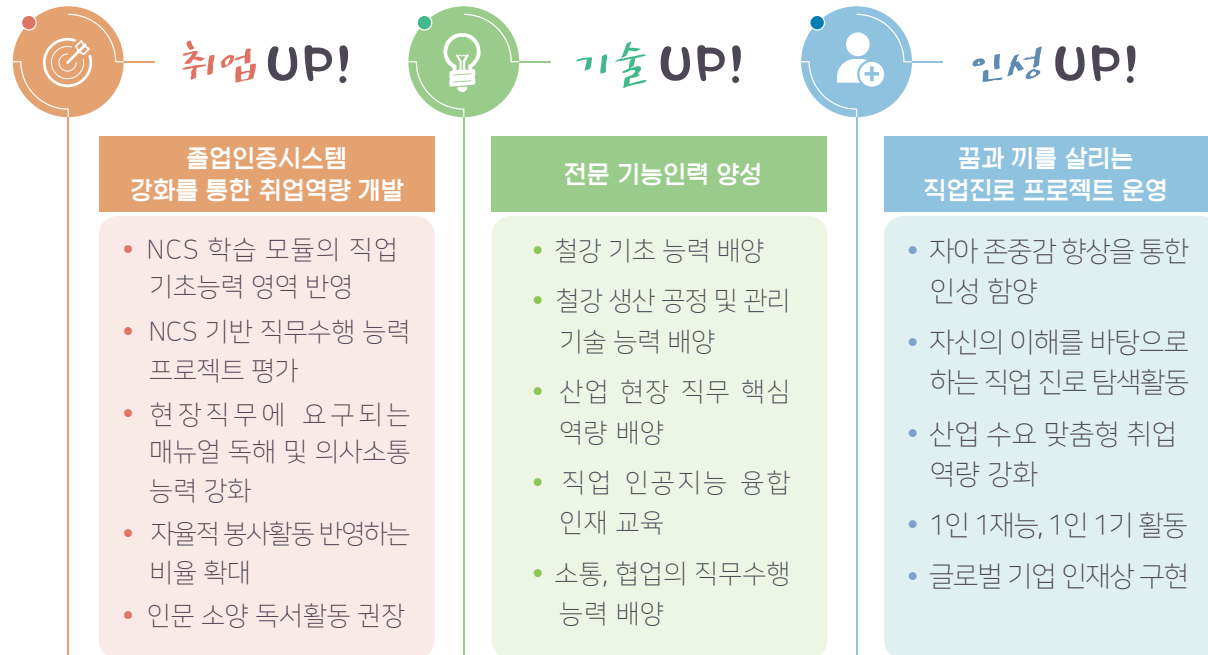 취업 UP!
졸업인증시스템
강화를 통한 취업역량 개발
• NCS 학습 모듈의 직업
기초능력 영역 반영
• NCS 기반 직무수행 능력
프로젝트 평가
• 현장직무에 요구되는
매뉴얼 독해 및 의사소통
능력 강화
• 자율적 봉사활동 반영하는
비율 확대
• 인문 소양 독서활동 권장
기술 UP!
전문 기능인력 양성
• 철강 기초 능력 배양
• 철강 생산 공정 및 관리
기술 능력 배양
• 산업 현장 직무 핵심
역량 배양
• 직업 인공지능 융합
인재 교육
• 소통, 협업의 직무수행
능력 배양
인성 UP!
꿈과 끼를 살리는
직업진로 프로젝트 운영
• 자아 존중감 향상을 통한
인성 함양
• 자신의 이해를 바탕으로
하는 직업 진로 탐색활동
• 산업 수요 맞춤형 취업
역량 강화
• 1인 1재능, 1인 1기 활동
• 글로벌 기업 인재상 구현